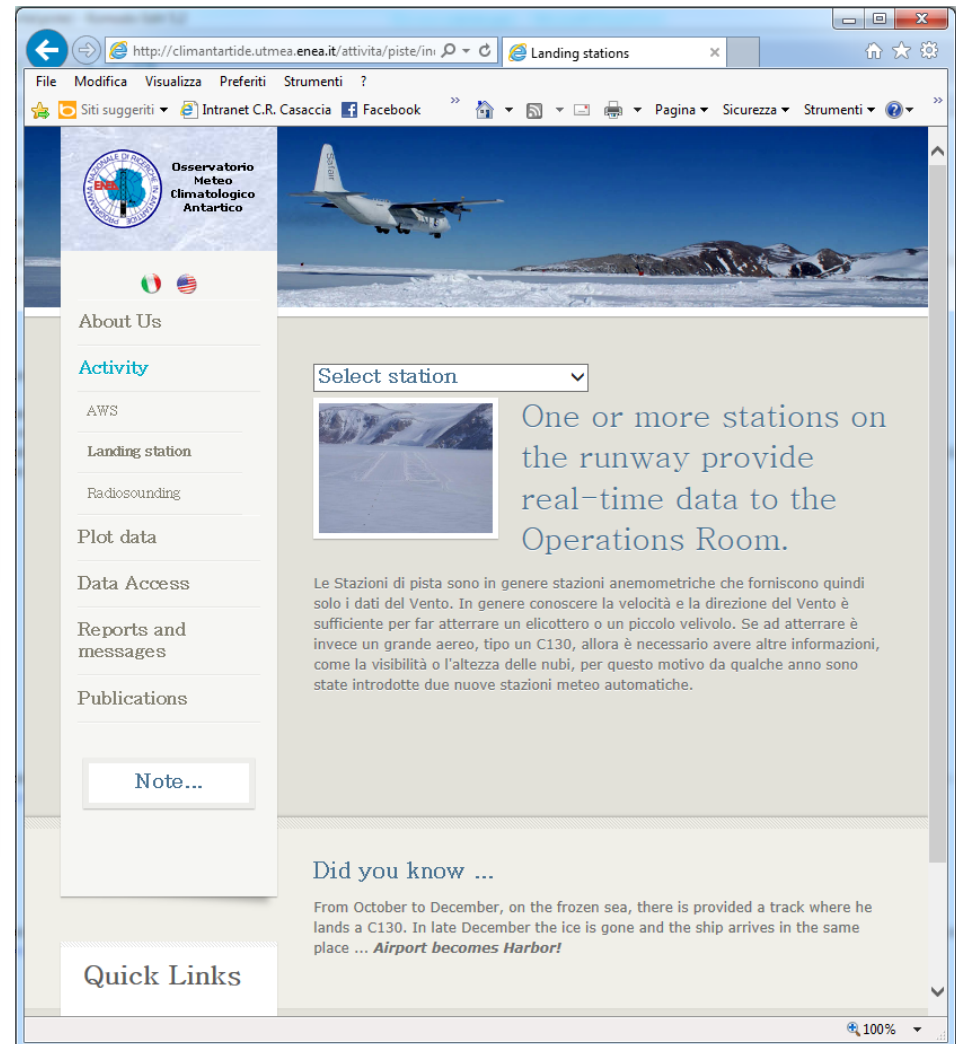 http://climantartide.utmea.enea.it/attivita/piste/in
Landing stations
File Modifica Visualizza Preferiti Strumenti ?
Siti suggeriti Intranet C.R. Casaccia Facebook » Pagina Sicurezza Strumenti »
PROGRAMMA NAZIONALE DI RICERCHE IN ANTARTIDE
ENEA
Osservatorio
Meteo
Climatologico
Antartico
Safair
About Us
Activity
AWS
Landing station
Radiosounding
Plot data
Data Access
Reports and
messages
Publications
Note...
Select station
One or more stations on
the runway provide
real-time data to the
Operations Room.
Le Stazioni di pista sono in genere stazioni anemometriche che forniscono quindi
solo i dati del Vento. In genere conoscere la velocità e la direzione del Vento è
sufficiente per far atterrare un elicottero o un piccolo velivolo. Se ad atterrare è
invece un grande aereo, tipo un C130, allora è necessario avere altre informazioni,
come la visibilità o l'altezza delle nubi, per questo motivo da qualche anno sono
state introdotte due nuove stazioni meteo automatiche.
Did you know ...
From October to December, on the frozen sea, there is provided a track where he
lands a C130. In late December the ice is gone and the ship arrives in the same
place ... Airport becomes Harbor!
Quick Links
100%